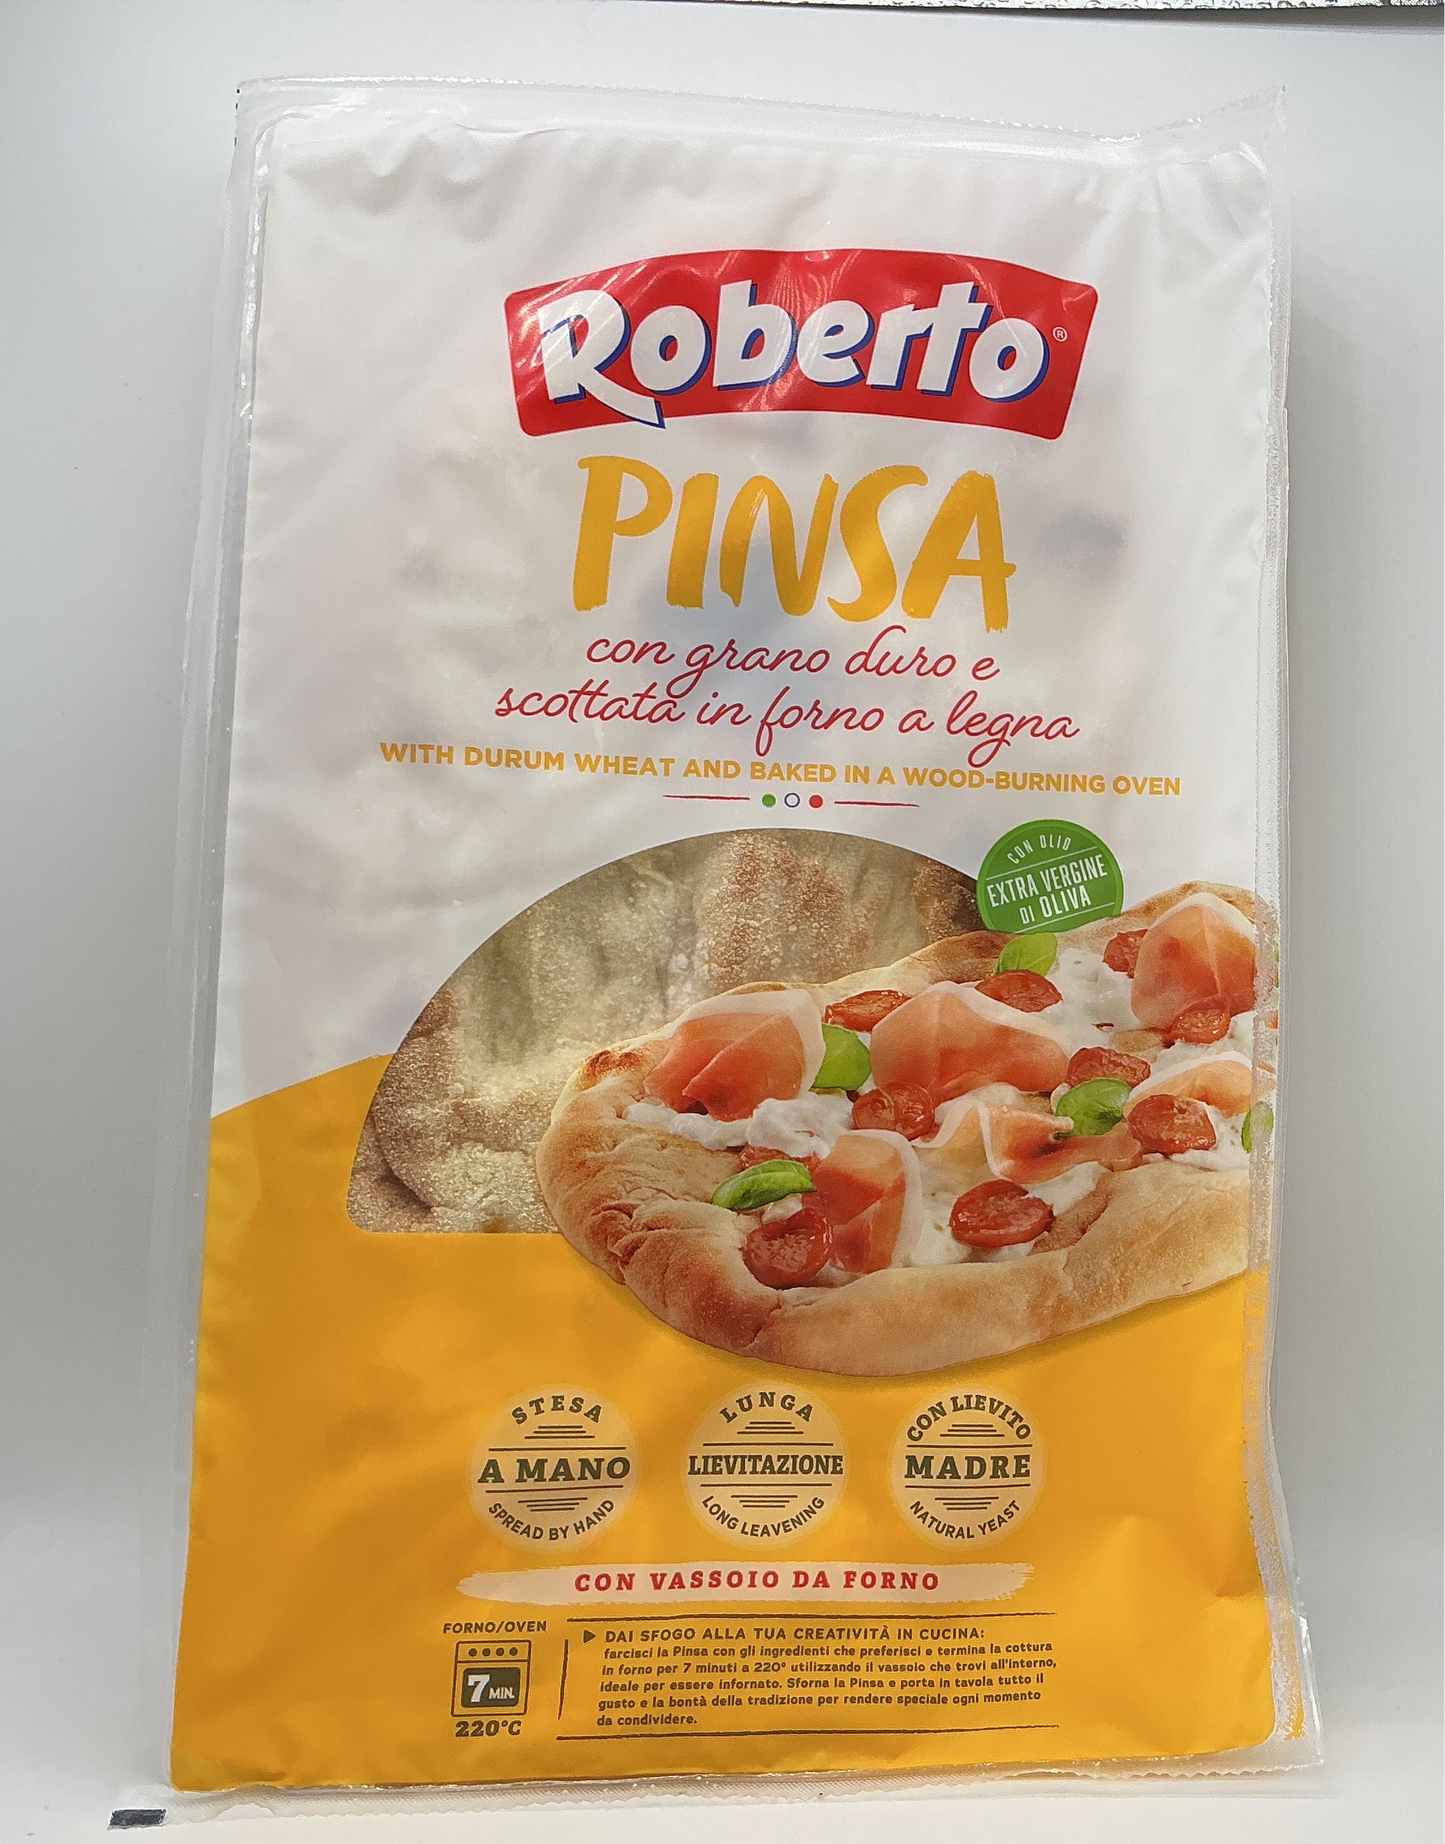 Roberto®
PINSA
con grano duro e
scottata in forno a legna
WITH DURUM WHEAT AND BAKED IN A WOOD-BURNING OVEN
CON OLIO
EXTRA VERGINE
DI OLIVA
STESA
A MANO
SPREAD BY HAND
LUNGA
LIEVITAZIONE
LONG LEAVENING
CON LIEVITO
MADRE
NATURAL YEAST
CON VASSOIO DA FORNO
FORNO/OVEN
7 MIN.
220°C
DAI SFOGO ALLA TUA CREATIVITÀ IN CUCINA:
farcisci la Pinsa con gli ingredienti che preferisci e termina la cottura
in forno per 7 minuti a 220° utilizzando il vassoio che trovi all'interno,
ideale per essere infornato. Sforna la Pinsa e porta in tavola tutto il
gusto e la bontà della tradizione per rendere speciale ogni momento
da condividere.